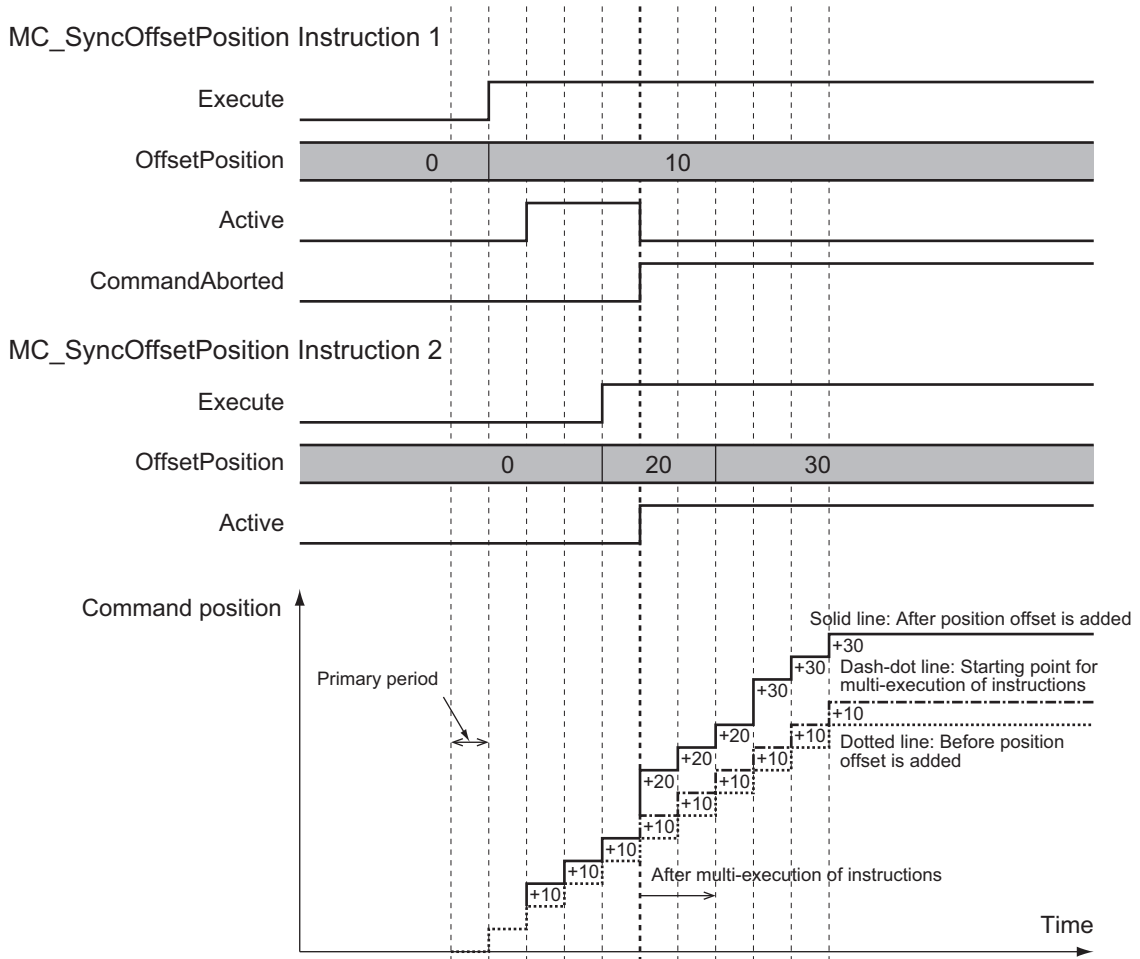 MC_SyncOffsetPosition Instruction 1
Execute
OffsetPosition 0 10
Active
CommandAborted
MC_SyncOffsetPosition Instruction 2
Execute
OffsetPosition 0 20 30
Active
Command position
Solid line: After position offset is added
+30
+30
Dash-dot line: Starting point for
multi-execution of instructions
Primary period
+30
+10
+20
+10
Dotted line: Before position
offset is added
+20
+10
+20
+10
+10
+10
+10
+10
After multi-execution of instructions
+10
Time